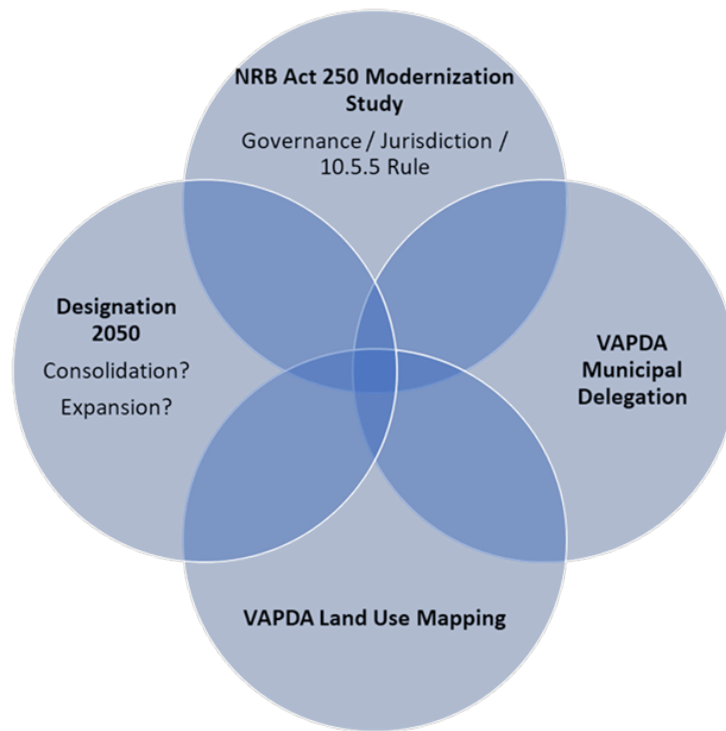 NRB Act 250 Modernization
Study
Governance / Jurisdiction /
10.5.5 Rule
Designation
2050
Consolidation?
Expansion?
VAPDA
Municipal
Delegation
VAPDA Land Use Mapping